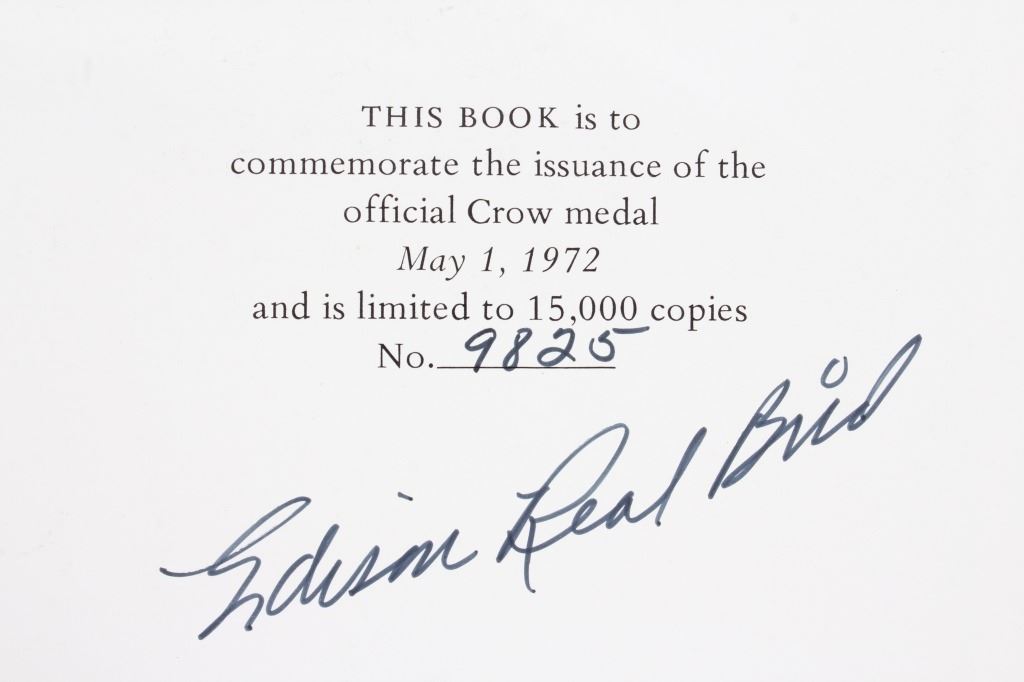 THIS BOOK is to
commemorate the issuance of the
official Crow medal
May 1, 1972
and is limited to 15,000 copies
No. 9825
Edison Real Bird